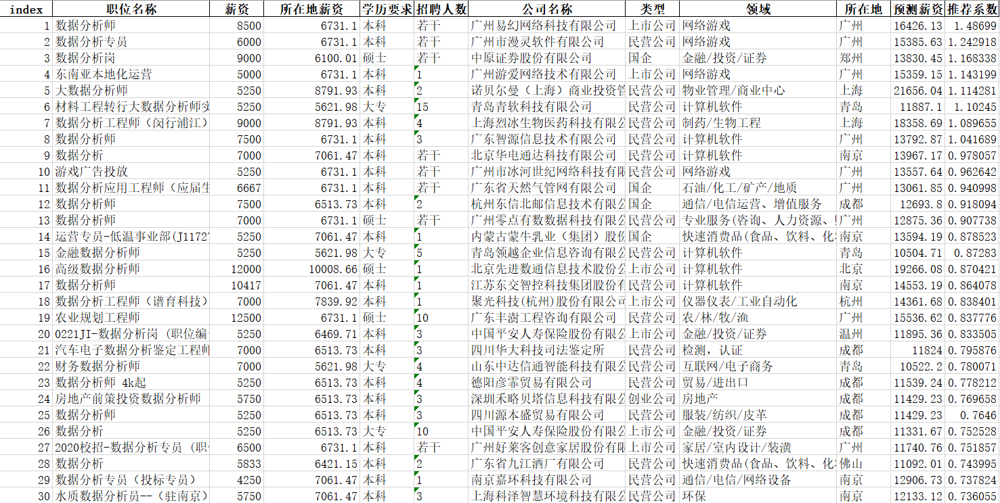 index 职位名称 薪资 所在地薪资 学历要求 招聘人数 公司名称 类型 领域 所在地 预测薪资 推荐系数
1 数据分析师 8500 6731.1 本科 若干 广州易幻网络科技有限公司 上市公司 网络游戏 广州 16426.13 1.48699
2 数据分析专员 6000 6731.1 本科 若干 广州市漫灵软件有限公司 民营公司 网络游戏 广州 15385.63 1.242918
3 数据分析岗 9000 6100.01 硕士 若干 中原证券股份有限公司 国企 金融/投资/证券 郑州 13830.45 1.168338
4 东南亚本地化运营 5000 6731.1 本科 1 广州游爱网络技术有限公司 上市公司 网络游戏 广州 15359.15 1.143199
5 大数据分析师 5250 8791.93 本科 2 诺贝尔曼（上海）商业投资管 民营公司 物业管理/商业中心 上海 21656.04 1.114281
6 材料工程转行大数据分析师实 5250 5621.98 大专 15 青岛青软科技有限公司 民营公司 计算机软件 青岛 11887.1 1.10245
7 数据分析工程师（闵行浦江） 9000 8791.93 本科 4 上海烈冰生物医药科技有限公 民营公司 制药/生物工程 上海 18358.69 1.089655
8 数据分析师 7500 6731.1 本科 3 广东智源信息技术有限公司 民营公司 计算机软件 广州 13792.87 1.041689
9 数据分析 7000 7061.47 本科 若干 北京华电通达科技有限公司 民营公司 计算机软件 南京 13967.17 0.978057
10 游戏广告投放 5250 6731.1 本科 若干 广州市冰河世纪网络科技有限 民营公司 网络游戏 广州 13557.64 0.962642
11 数据分析应用工程师（应届生 6667 6731.1 本科 若干 广东省天然气管网有限公司 国企 石油/化工/矿产/地质 广州 13061.85 0.940998
12 数据分析师 7500 6513.73 本科 2 杭州东信北邮信息技术有限公 国企 通信/电信运营、增值服务 成都 12693.8 0.918094
13 数据分析师 7000 6731.1 硕士 若干 广州零点有数数据科技有限公 民营公司 专业服务(咨询、人力资源、 广州 12875.36 0.907738
14 运营专员-低温事业部(J11727 5250 7061.47 本科 1 内蒙古蒙牛乳业（集团）股份 国企 快速消费品(食品、饮料、化 南京 13594.19 0.878523
15 金融数据分析师 5250 5621.98 大专 5 青岛领越企业信息咨询有限公 民营公司 计算机软件 青岛 10504.71 0.87283
16 高级数据分析师 12000 10008.66 硕士 1 北京先进数通信息技术股份公 上市公司 计算机软件 北京 19266.08 0.870421
17 数据分析师 10417 7061.47 本科 1 江苏东交智控科技集团股份有 民营公司 计算机软件 南京 14553.19 0.864078
18 数据分析工程师（谱育科技） 7000 7839.92 本科 1 聚光科技(杭州)股份有限公司 上市公司 仪器仪表/工业自动化 杭州 14361.68 0.838401
19 农业规划工程师 12500 6731.1 硕士 10 广东丰澍工程咨询有限公司 民营公司 农/林/牧/渔 广州 15536.62 0.837776
20 0221JI-数据分析岗 (职位编 5250 6469.71 本科 3 中国平安人寿保险股份有限公 上市公司 金融/投资/证券 温州 11895.36 0.833505
21 汽车电子数据分析鉴定工程师 7000 6513.73 本科 3 四川华大科技司法鉴定所 民营公司 检测，认证 成都 11824 0.795876
22 财务数据分析师 7000 5621.98 大专 4 山东中达信通智能科技有限公 民营公司 互联网/电子商务 青岛 10522.2 0.780071
23 数据分析师 4k起 5250 6513.73 本科 4 德阳彦霏贸易有限公司 民营公司 贸易/进出口 成都 11539.24 0.778212
24 房地产前策投资数据分析师 5750 6513.73 本科 3 深圳禾略贝塔信息科技有限公 创业公司 房地产 成都 11429.23 0.769658
25 数据分析师 5250 6513.73 本科 3 四川源本盛贸易有限公司 民营公司 服装/纺织/皮革 成都 11429.23 0.7646
26 数据分析 5250 6513.73 大专 10 中国平安人寿保险股份有限公 上市公司 金融/投资/证券 成都 11331.67 0.752528
27 2020校招-数据分析专员 (职 6500 6731.1 本科 若干 广州好莱客创意家居股份有限 上市公司 家居/室内设计/装潢 广州 11740.76 0.751857
28 数据分析 5833 6421.15 本科 2 广东省九江酒厂有限公司 民营公司 快速消费品(食品、饮料、化 佛山 11092.01 0.743995
29 数据分析专员（投标专员） 4250 7061.47 本科 1 南京嘉环科技有限公司 民营公司 通信/电信/网络设备 南京 12906.73 0.737824
30 水质数据分析员--（驻南京） 5750 7061.47 本科 3 上海科泽智慧环境科技有限公 民营公司 环保 南京 12133.12 0.736055